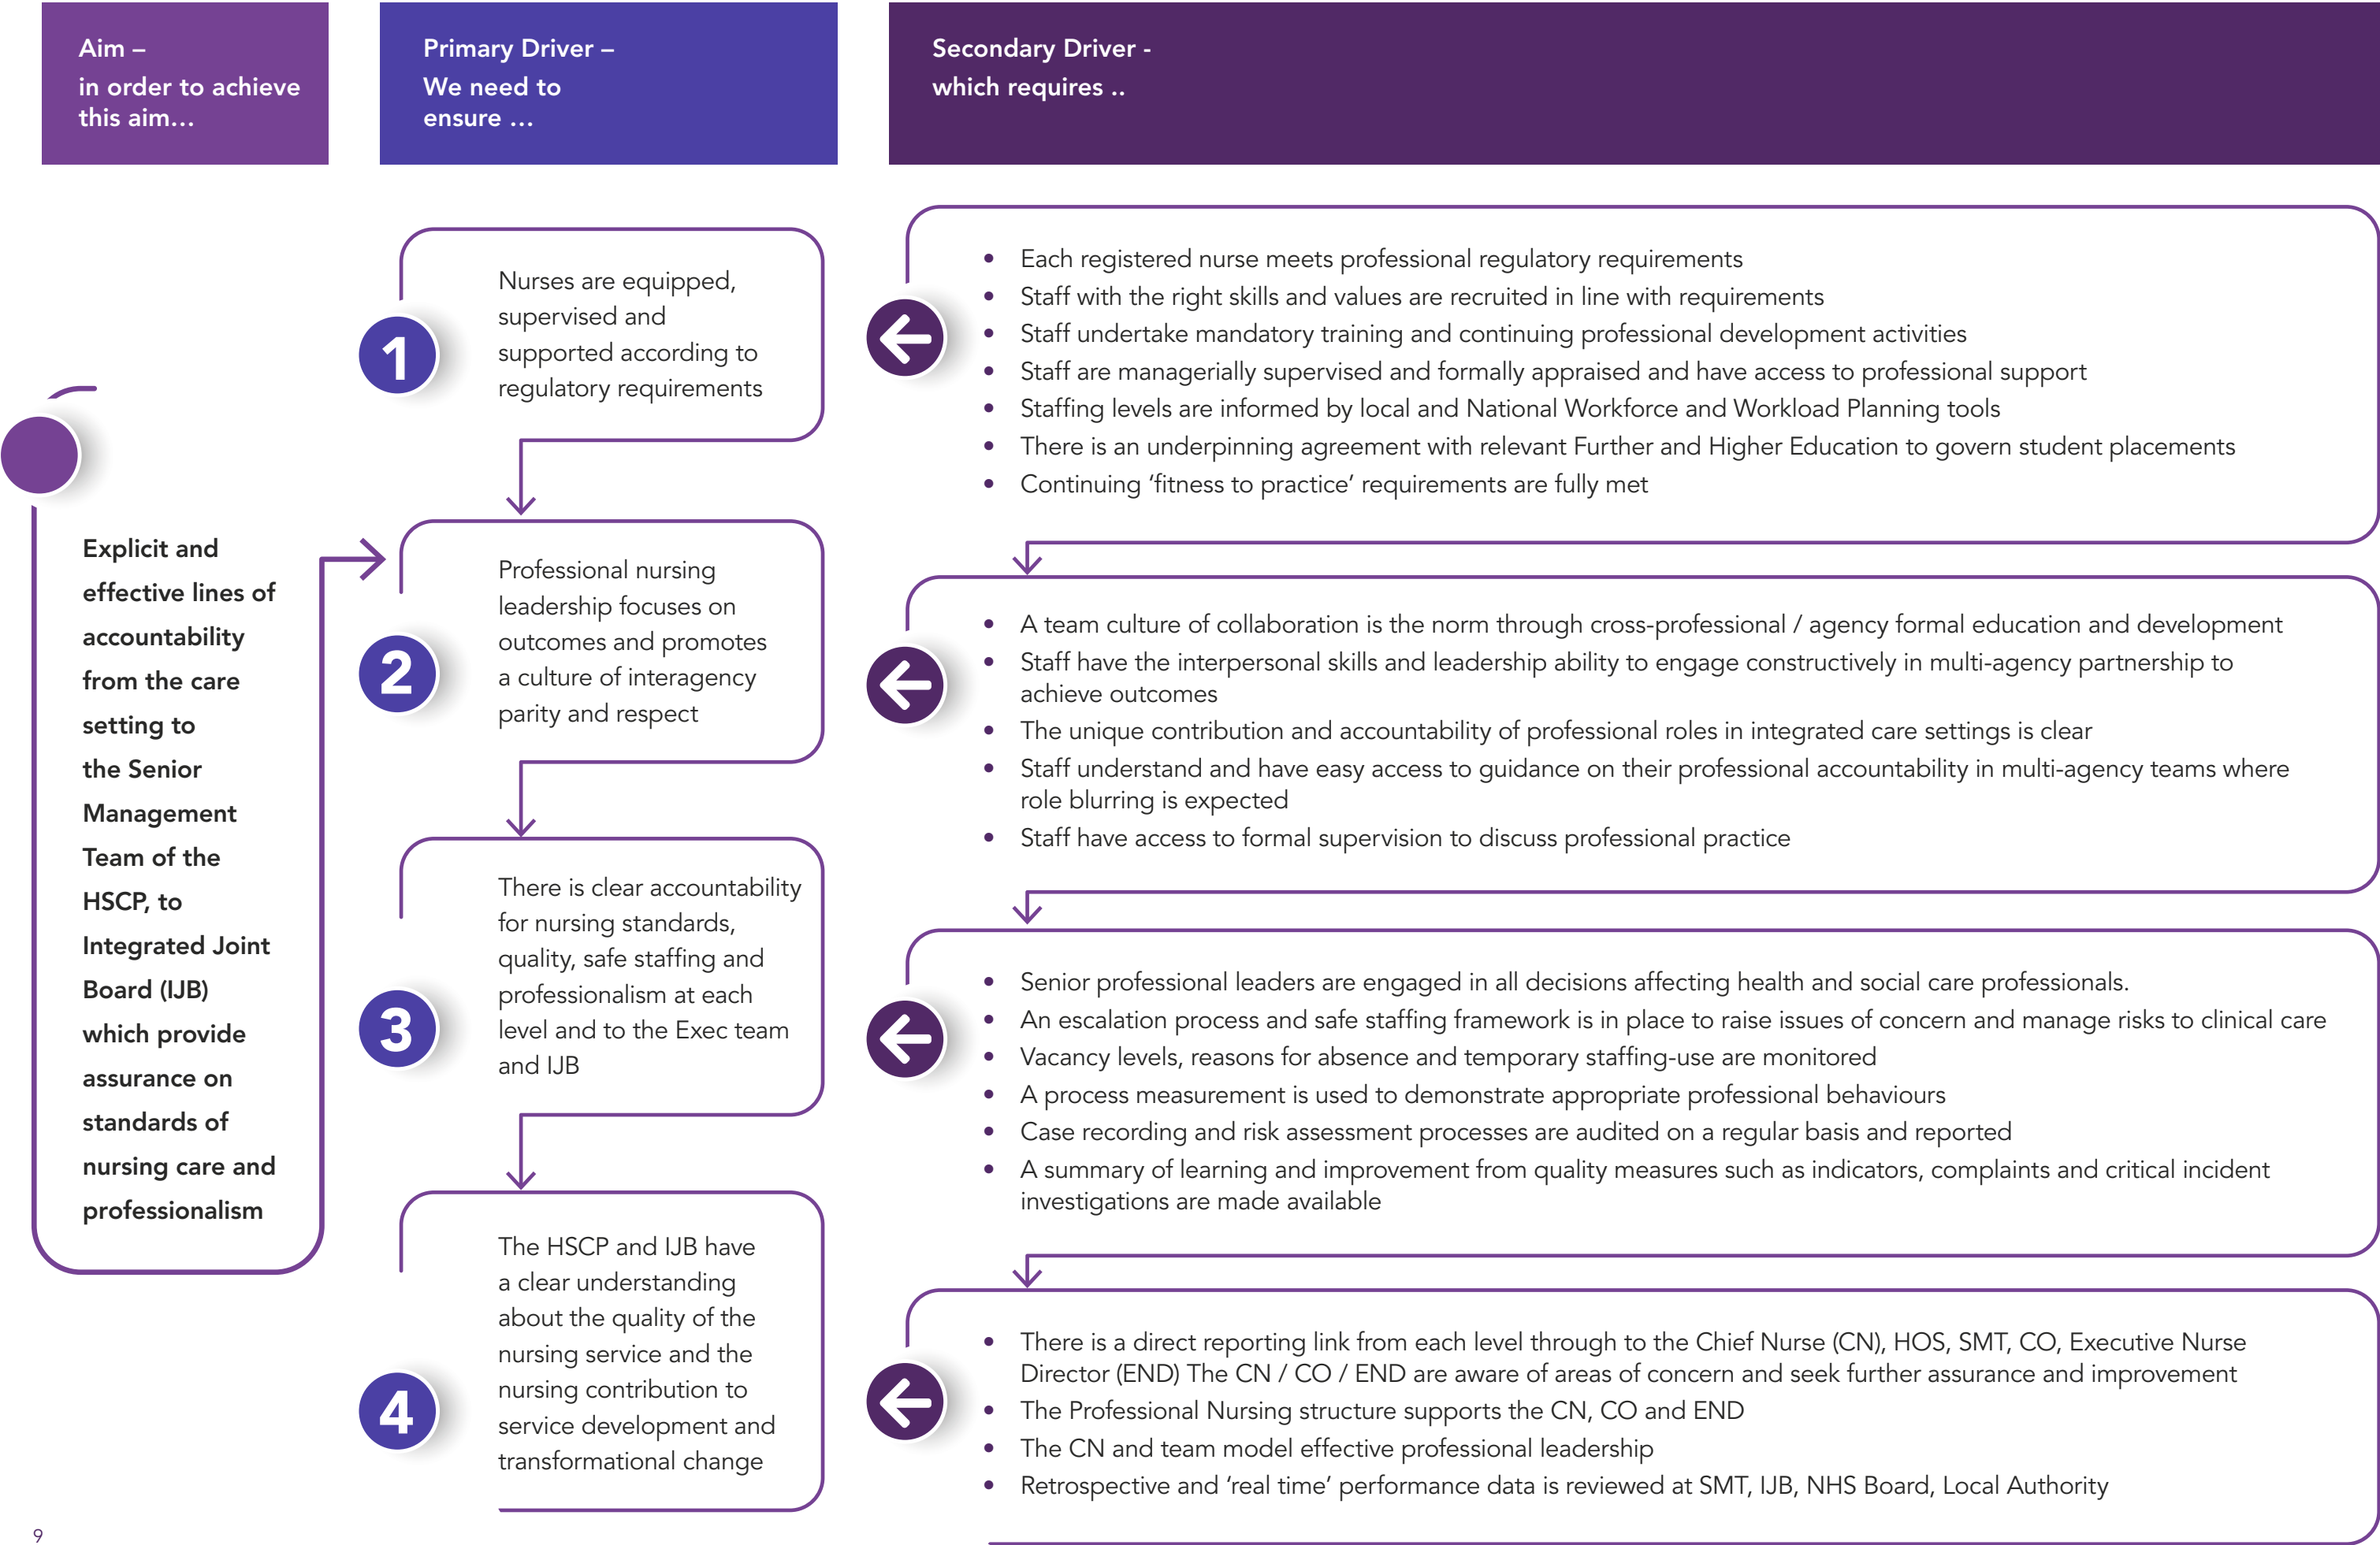 Aim –
in order to achieve
this aim…
Primary Driver –
We need to
ensure …
Secondary Driver -
which requires ..
Explicit and
effective lines of
accountability
from the care
setting to
the Senior
Management
Team of the
HSCP, to
Integrated Joint
Board (IJB)
which provide
assurance on
standards of
nursing care and
professionalism
1
Nurses are equipped,
supervised and
supported according to
regulatory requirements
• Each registered nurse meets professional regulatory requirements
• Staff with the right skills and values are recruited in line with requirements
• Staff undertake mandatory training and continuing professional development activities
• Staff are managerially supervised and formally appraised and have access to professional support
• Staffing levels are informed by local and National Workforce and Workload Planning tools
• There is an underpinning agreement with relevant Further and Higher Education to govern student placements
• Continuing ‘fitness to practice’ requirements are fully met
2
Professional nursing
leadership focuses on
outcomes and promotes
a culture of interagency
parity and respect
• A team culture of collaboration is the norm through cross-professional / agency formal education and development
• Staff have the interpersonal skills and leadership ability to engage constructively in multi-agency partnership to
achieve outcomes
• The unique contribution and accountability of professional roles in integrated care settings is clear
• Staff understand and have easy access to guidance on their professional accountability in multi-agency teams where
role blurring is expected
• Staff have access to formal supervision to discuss professional practice
3
There is clear accountability
for nursing standards,
quality, safe staffing and
professionalism at each
level and to the Exec team
and IJB
• Senior professional leaders are engaged in all decisions affecting health and social care professionals.
• An escalation process and safe staffing framework is in place to raise issues of concern and manage risks to clinical care
• Vacancy levels, reasons for absence and temporary staffing-use are monitored
• A process measurement is used to demonstrate appropriate professional behaviours
• Case recording and risk assessment processes are audited on a regular basis and reported
• A summary of learning and improvement from quality measures such as indicators, complaints and critical incident
investigations are made available
4
The HSCP and IJB have
a clear understanding
about the quality of the
nursing service and the
nursing contribution to
service development and
transformational change
• There is a direct reporting link from each level through to the Chief Nurse (CN), HOS, SMT, CO, Executive Nurse
Director (END) The CN / CO / END are aware of areas of concern and seek further assurance and improvement
• The Professional Nursing structure supports the CN, CO and END
• The CN and team model effective professional leadership
• Retrospective and ‘real time’ performance data is reviewed at SMT, IJB, NHS Board, Local Authority
9